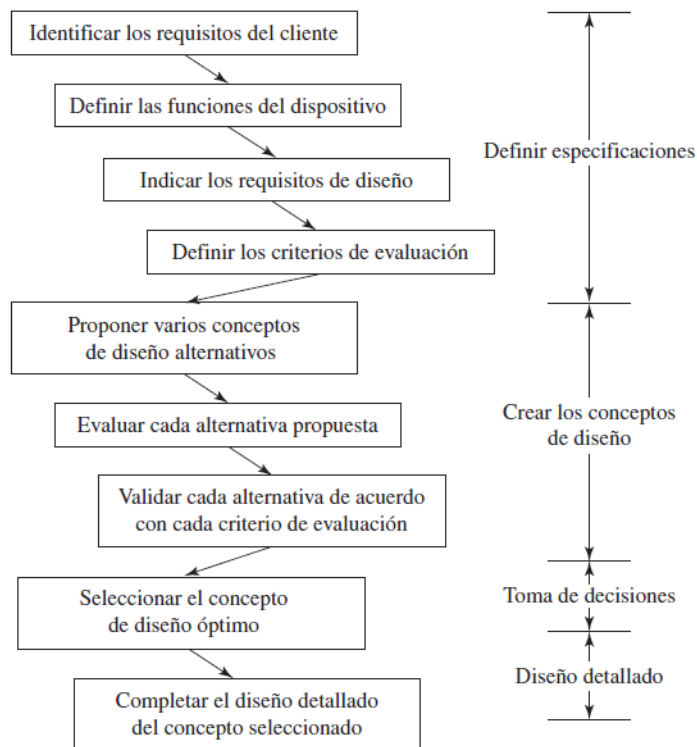 Identificar los requisitos del cliente
Definir las funciones del dispositivo
Indicar los requisitos de diseño
Definir los criterios de evaluación
Proponer varios conceptos
de diseño alternativos
Evaluar cada alternativa propuesta
Validar cada alternativa de acuerdo
con cada criterio de evaluación
Seleccionar el concepto
de diseño óptimo
Completar el diseño detallado
del concepto seleccionado
Definir especificaciones
Crear los conceptos
de diseño
Toma de decisiones
Diseño detallado